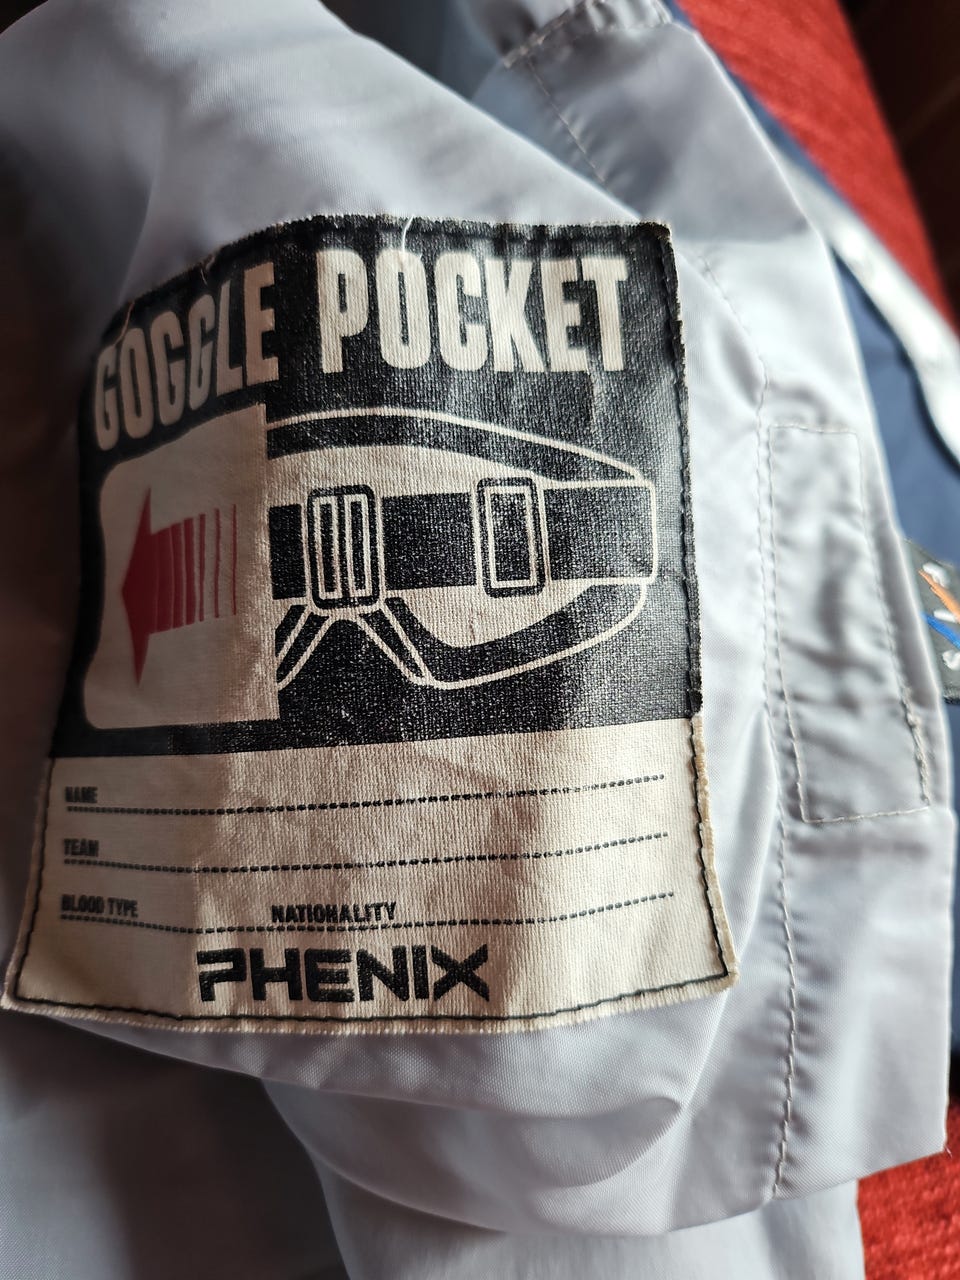 GOGGLE POCKET
NAME
TEAM
BLOOD TYPE NATIONALITY
PHENIX